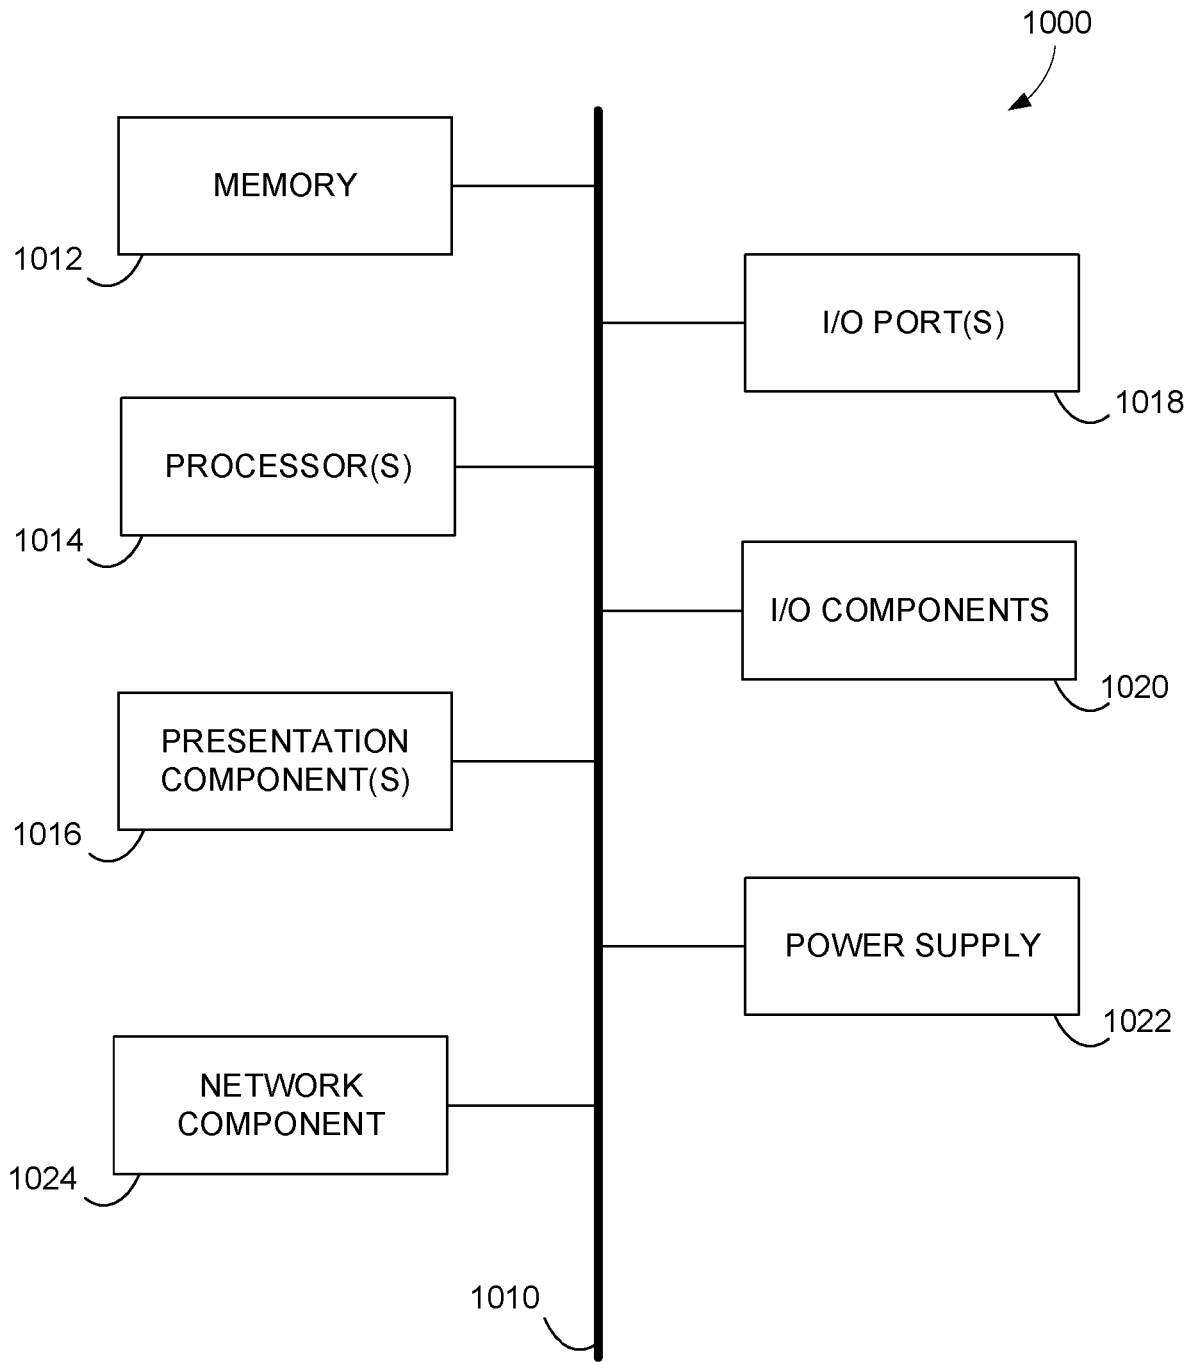 1000
MEMORY
1012
I/O PORT(S)
1018
PROCESSOR(S)
1014
I/O COMPONENTS
1020
PRESENTATION
COMPONENT(S)
1016
POWER SUPPLY
1022
NETWORK
COMPONENT
1024
1010